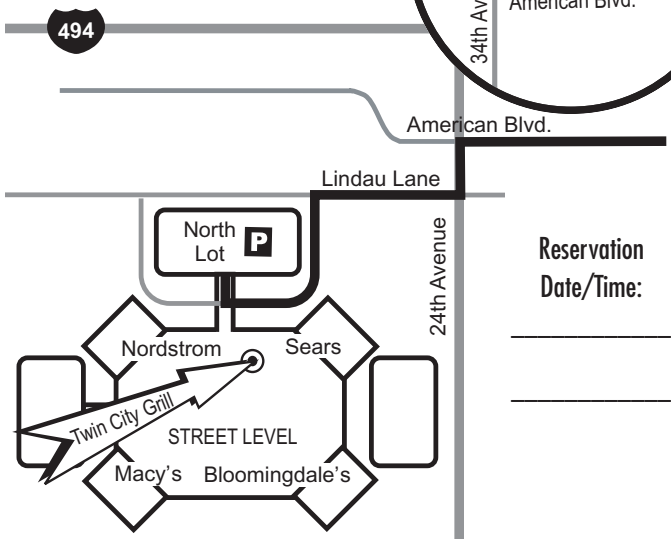 34th Av
American Blvd.
494
American Blvd.
Lindau Lane
North
Lot
P
24th Avenue
Reservation
Date/Time:
Nordstrom
Sears
Twin City Grill
STREET LEVEL
Macy's
Bloomingdale's